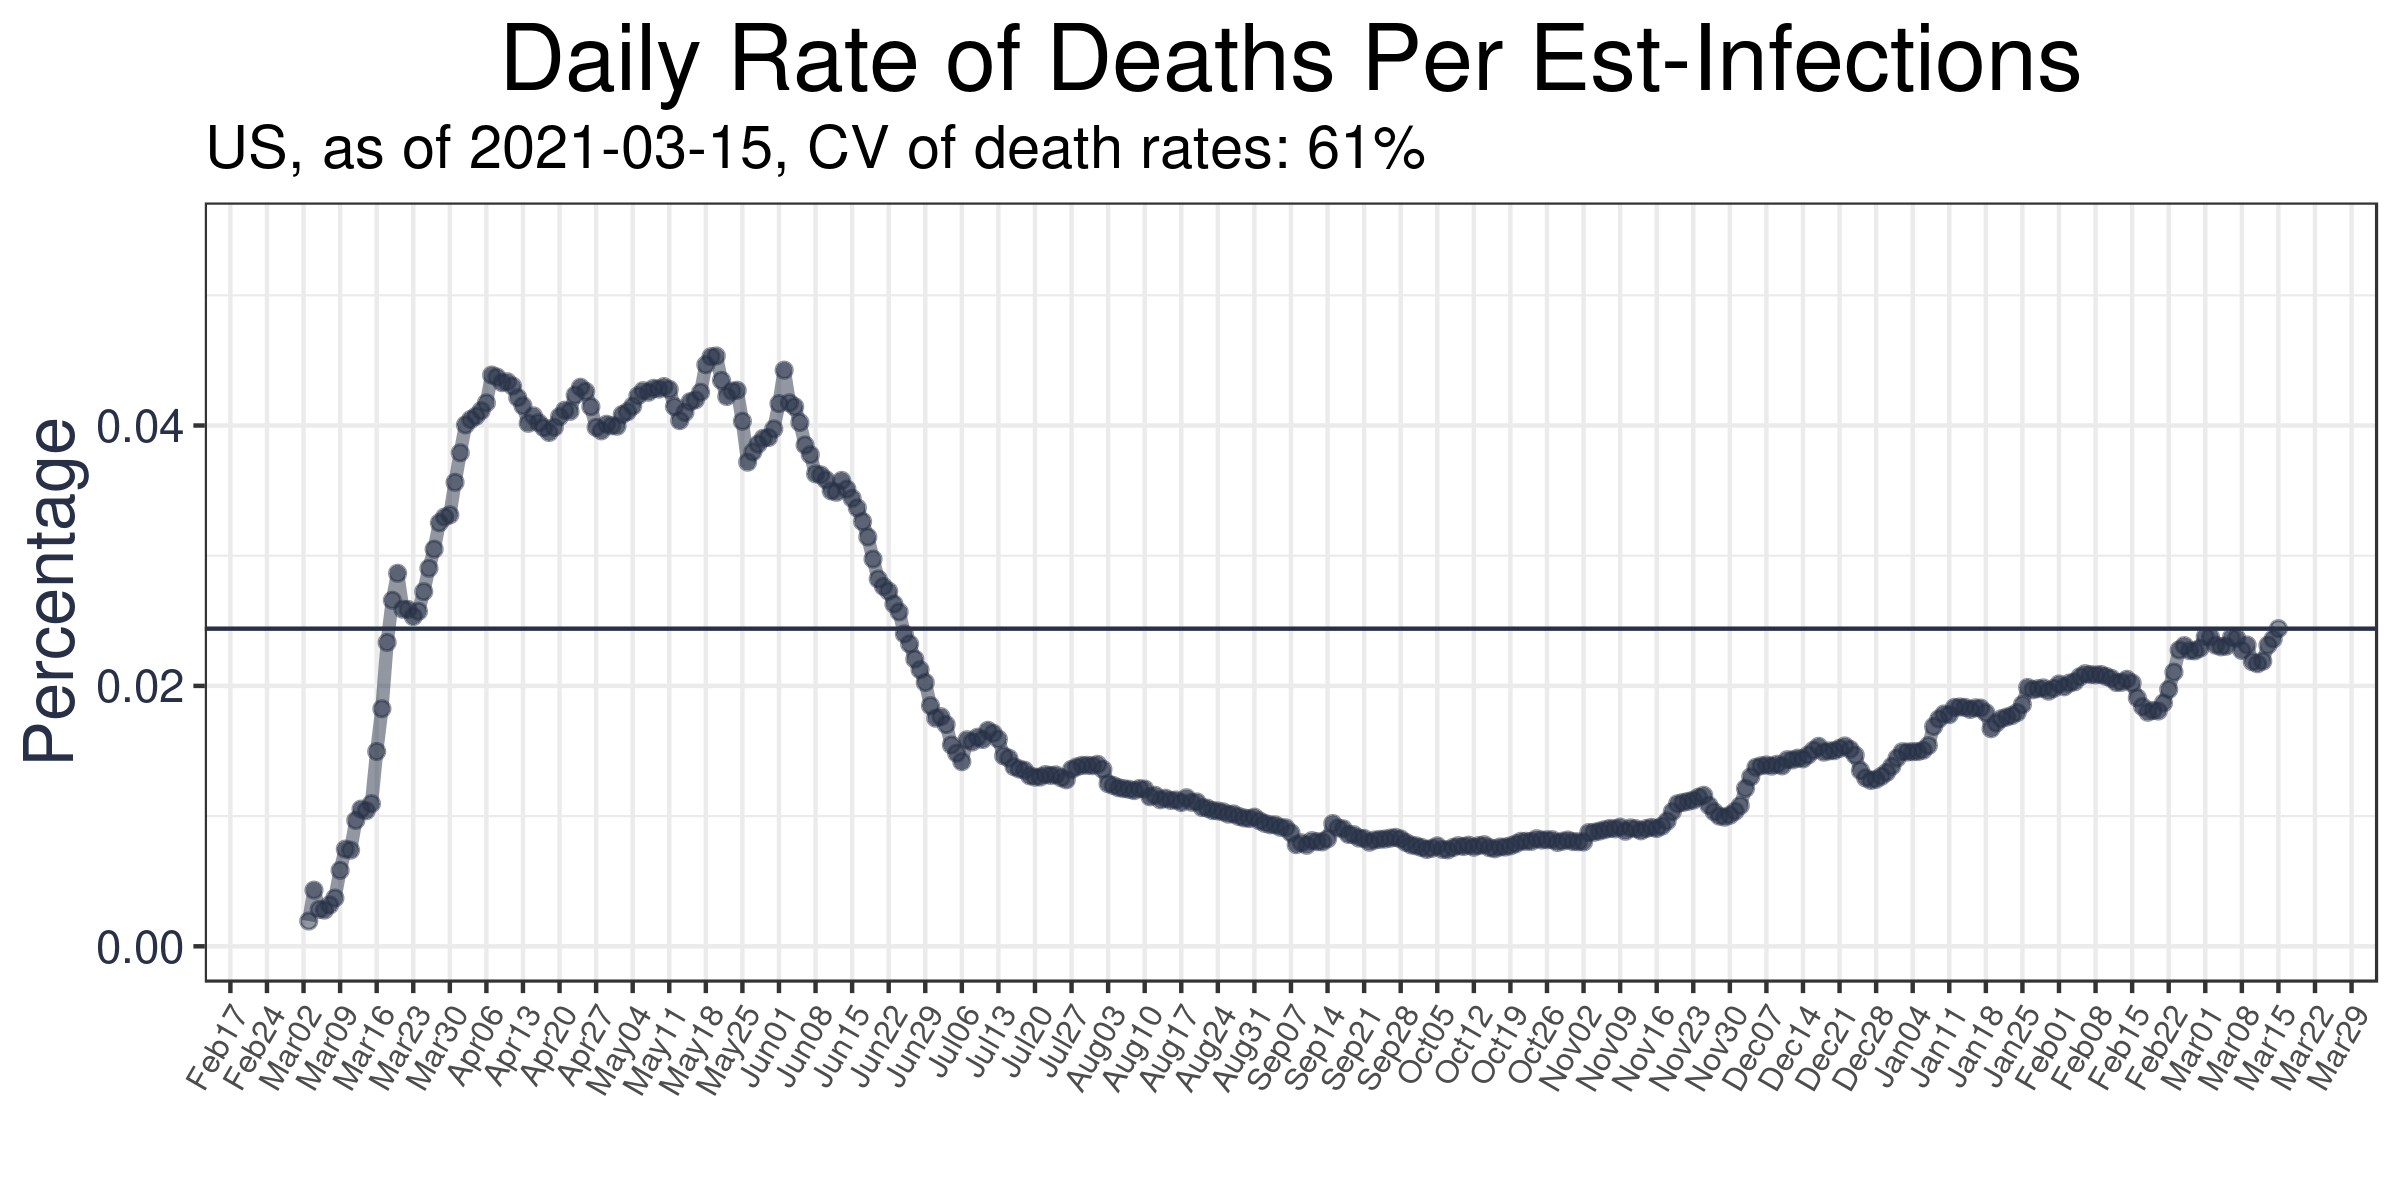 Daily Rate of Deaths Per Est-Infections
US, as of 2021-03-15, CV of death rates: 61%
Percentage
0.04
0.02
0.00
Feb17
Feb24
Mar02
Mar09
Mar16
Mar23
Mar30
Apr06
Apr13
Apr20
Apr27
May04
May11
May18
May25
Jun01
Jun08
Jun15
Jun22
Jun29
Jul06
Jul13
Jul20
Jul27
Aug03
Aug10
Aug17
Aug24
Aug31
Sep07
Sep14
Sep21
Sep28
Oct05
Oct12
Oct19
Oct26
Nov02
Nov09
Nov16
Nov23
Nov30
Dec07
Dec14
Dec21
Dec28
Jan04
Jan11
Jan18
Jan25
Feb01
Feb08
Feb15
Feb22
Mar01
Mar08
Mar15
Mar22
Mar29